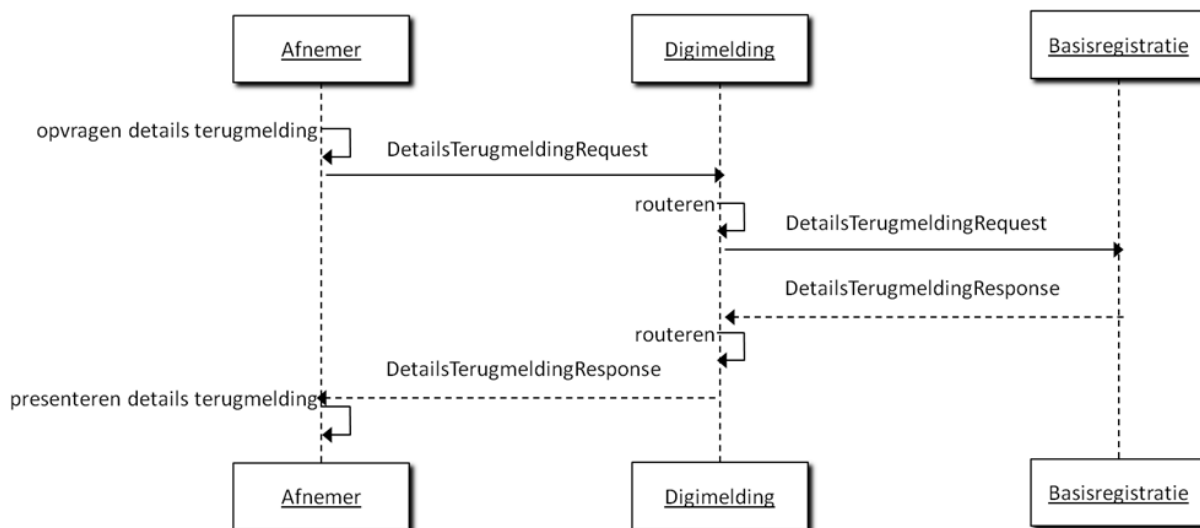 Afnemer
Digimelding
Basisregistratie
opvragen details terugmelding
DetailsTerugmeldingRequest
routeren
DetailsTerugmeldingRequest
DetailsTerugmeldingResponse
routeren
DetailsTerugmeldingResponse
presenteren details terugmelding
Afnemer
Digimelding
Basisregistratie